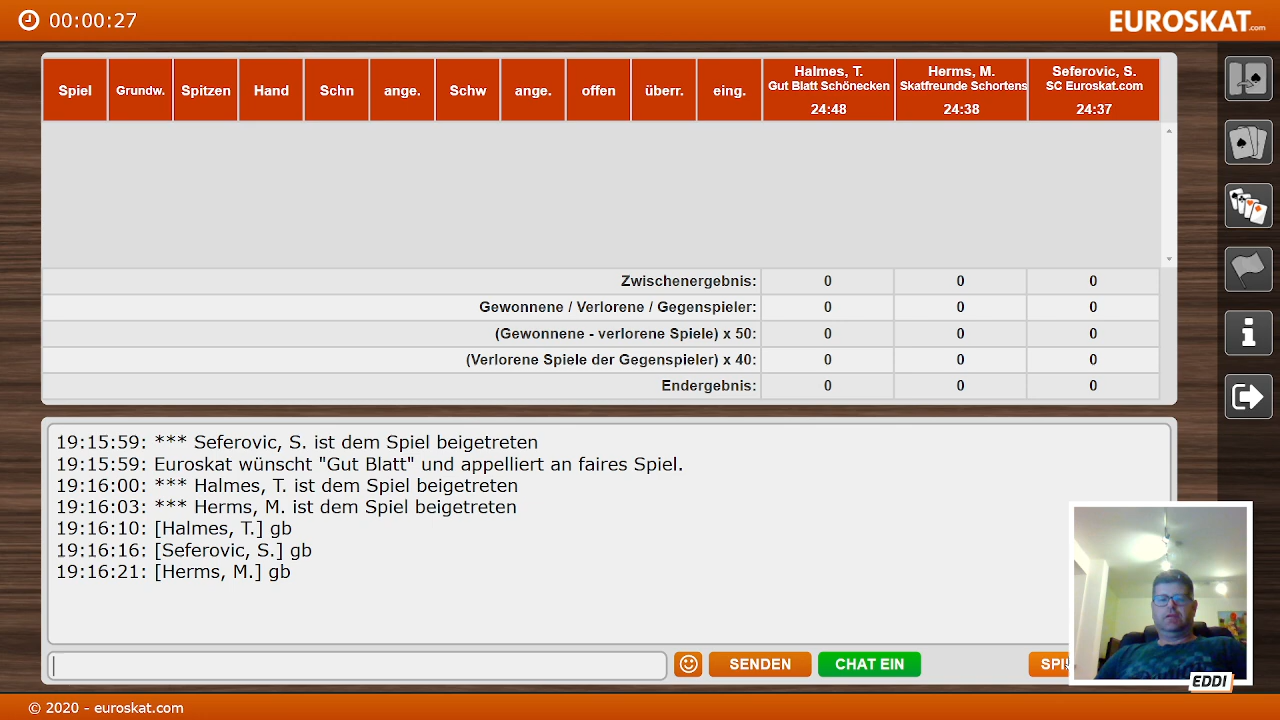 00:00:27
EUROSKAT.com
Spiel Grundw. Spitzen Hand Schn ange. Schw ange. offen überr. eing.
Halmes, T.
Gut Blatt Schönecken
24:48
Herms, M.
Skatfreunde Schortens
24:38
Seferovic, S.
SC Euroskat.com
24:37
Zwischenergebnis: 0 0 0
Gewonnene / Verlorene / Gegenspieler: 0 0 0
(Gewonnene - verlorene Spiele) x 50: 0 0 0
(Verlorene Spiele der Gegenspieler) x 40: 0 0 0
Endergebnis: 0 0 0
19:15:59: *** Seferovic, S. ist dem Spiel beigetreten
19:15:59: Euroskat wünscht "Gut Blatt" und appelliert an faires Spiel.
19:16:00: *** Halmes, T. ist dem Spiel beigetreten
19:16:03: *** Herms, M. ist dem Spiel beigetreten
19:16:10: [Halmes, T.] gb
19:16:16: [Seferovic, S.] gb
19:16:21: [Herms, M.] gb
SENDEN CHAT EIN
EDDI
© 2020 - euroskat.com